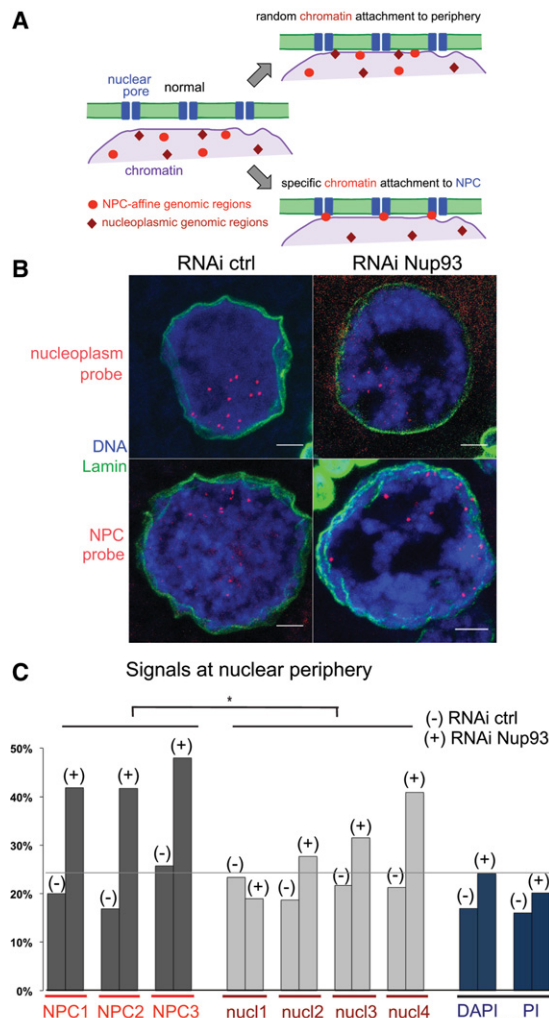 A
random chromatin attachment to periphery
nuclear
pore
normal
chromatin
specific chromatin attachment to NPC
NPC-affine genomic regions
nucleoplasmic genomic regions
B
RNAi ctrl
RNAi Nup93
nucleoplasm
probe
DNA
Lamin
NPC
probe
C
Signals at nuclear periphery
*
(-) RNAi ctrl
(+) RNAi Nup93
50%
40%
30%
20%
10%
0%
(-)
(+)
(-)
(+)
(-)
(+)
(-)
(+)
(-)
(+)
(-)
(+)
(-)
(+)
(-)
(+)
(-)
(+)
NPC1
NPC2
NPC3
nucl1
nucl2
nucl3
nucl4
DAPI
PI